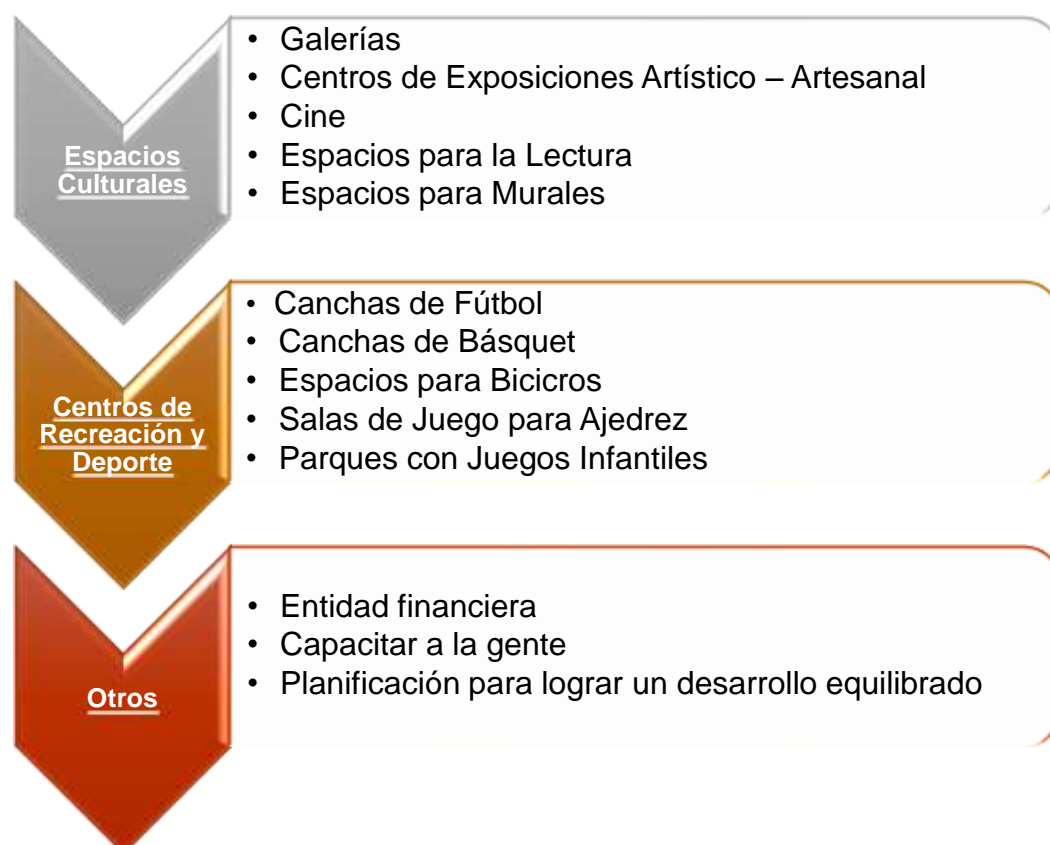 Espacios
Culturales
• Galerías
• Centros de Exposiciones Artístico – Artesanal
• Cine
• Espacios para la Lectura
• Espacios para Murales
Centros de
Recreación y
Deporte
• Canchas de Fútbol
• Canchas de Básquet
• Espacios para Bicicros
• Salas de Juego para Ajedrez
• Parques con Juegos Infantiles
Otros
• Entidad financiera
• Capacitar a la gente
• Planificación para lograr un desarrollo equilibrado